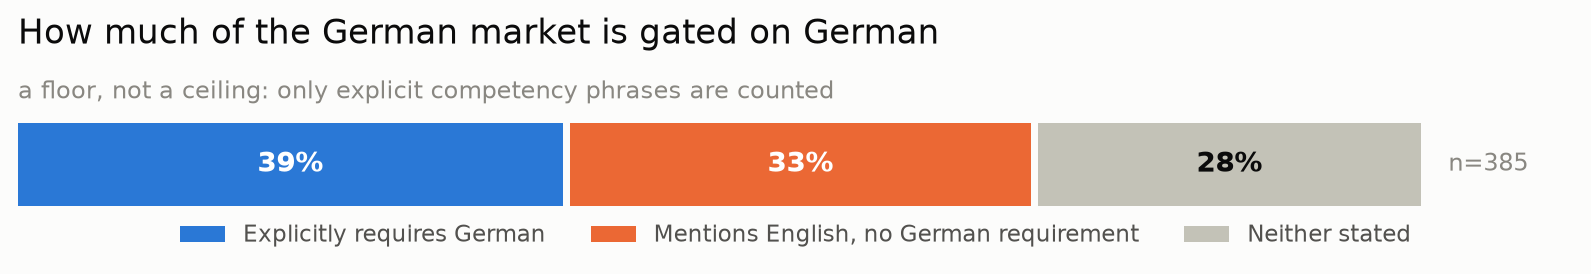 How much of the German market is gated on German
a floor, not a ceiling: only explicit competency phrases are counted
39% 33% 28% n=385
Explicitly requires German Mentions English, no German requirement Neither stated